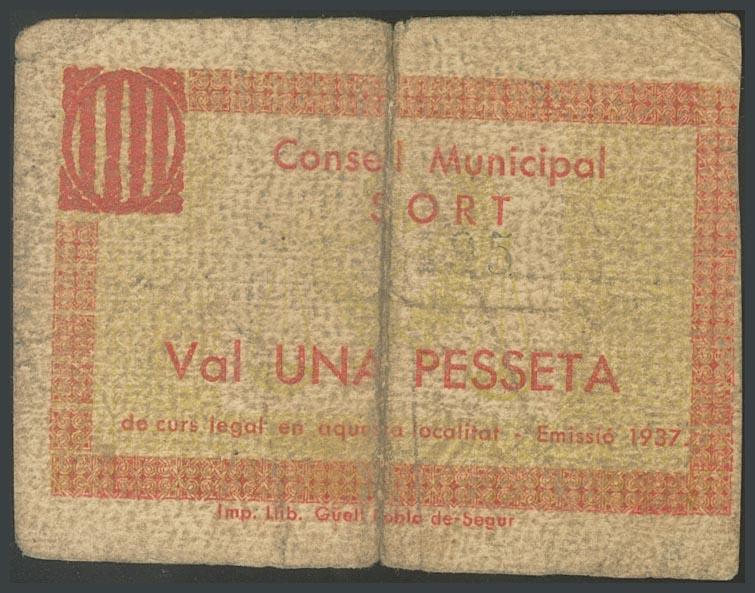 Consell Municipal
SORT
95
Val UNA PESSETA
de curs legal en aquesta localitat - Emissió 1937
Imp. Llib. Güell Pobla-de-Segur